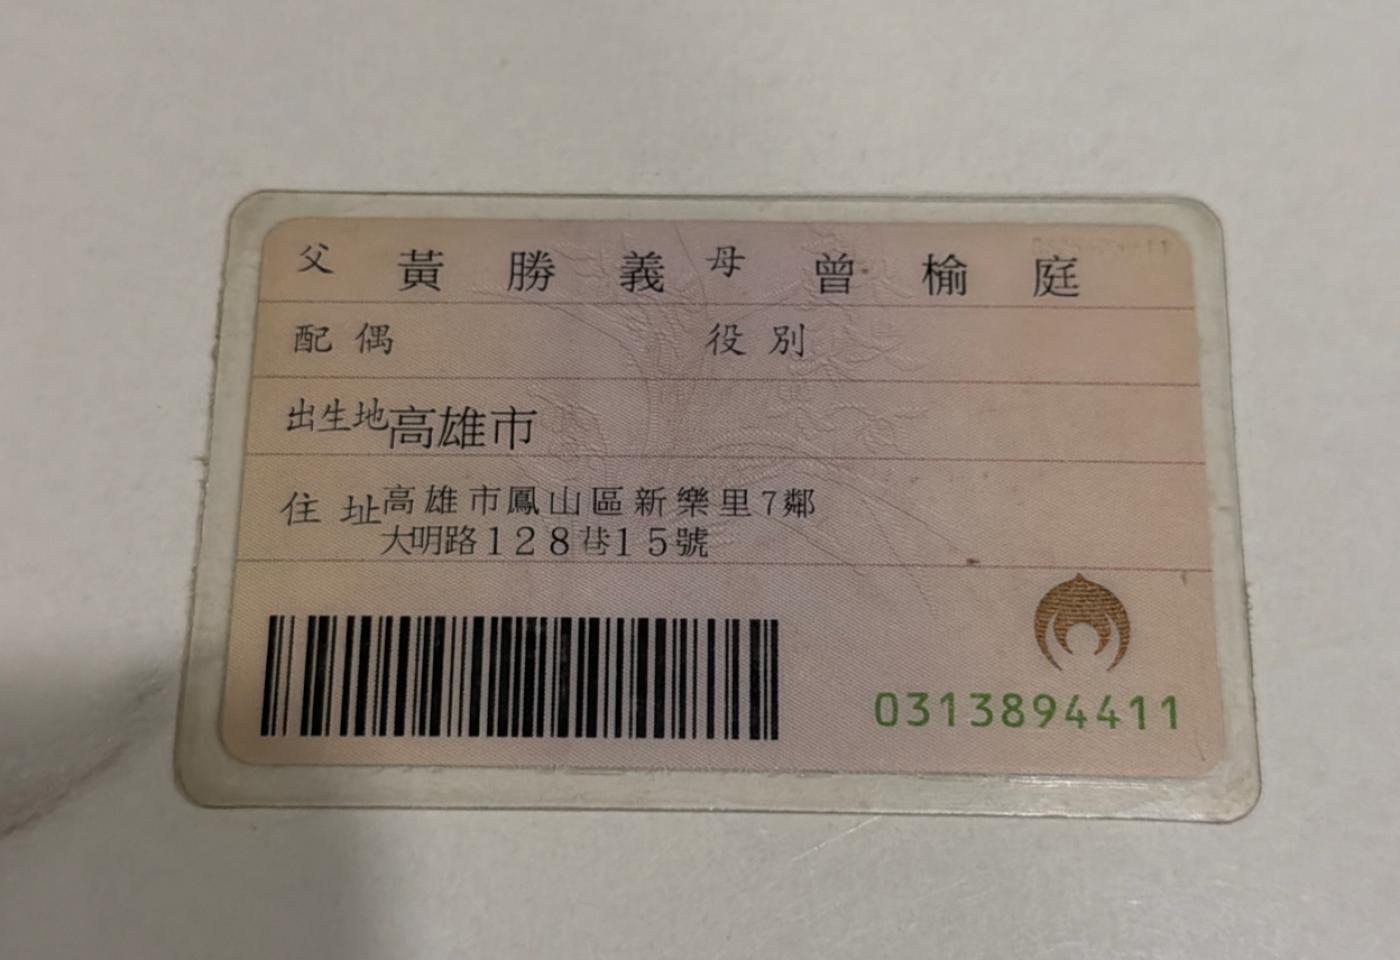 父 黃勝義 母 曾榆庭
配偶 役別
出生地 高雄市
住址 高雄市鳳山區新樂里7鄰
大明路128巷15號
0313894411